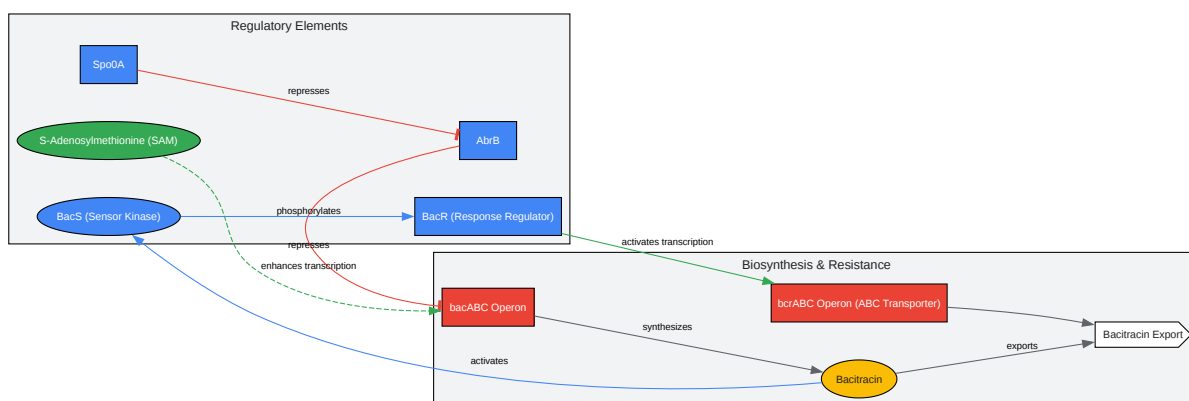 Regulatory Elements
Spo0A
represses
S-Adenosylmethionine (SAM)
AbrB
BacS (Sensor Kinase)
phosphorylates
BacR (Response Regulator)
represses
enhances transcription
activates transcription
Biosynthesis & Resistance
bacABC Operon
bcrABC Operon (ABC Transporter)
synthesizes
Bacitracin Export
exports
activates
Bacitracin